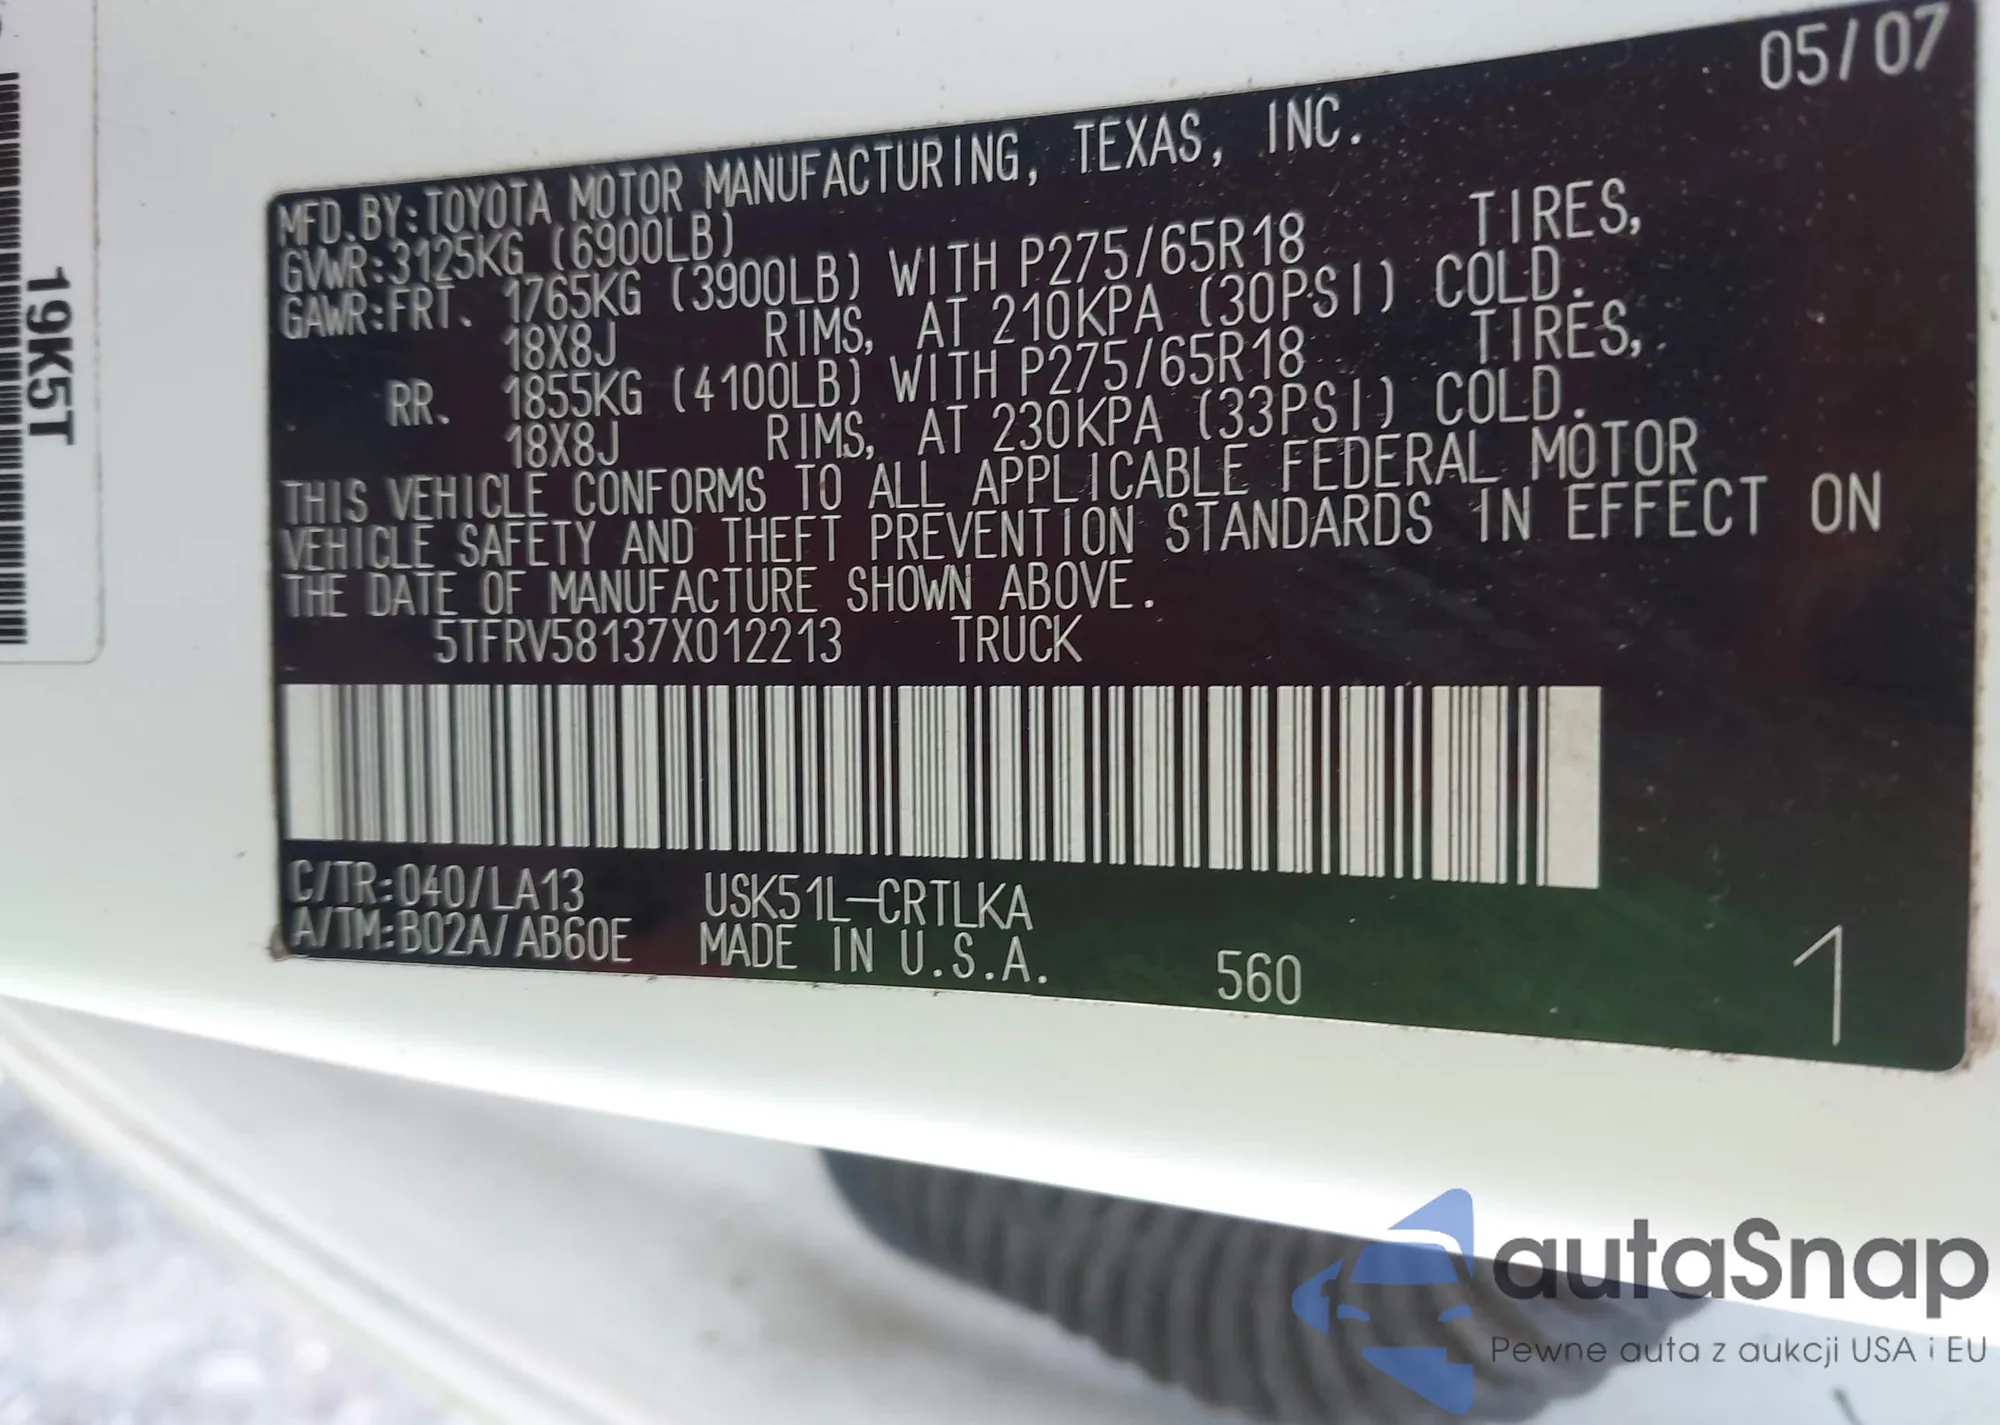 05/07
MFD.BY:TOYOTA MOTOR MANUFACTURING, TEXAS, INC.
GVWR:3125KG (6900LB)
GAWR:FRT. 1765KG (3900LB) WITH P275/65R18 TIRES,
18X8J RIMS, AT 210KPA (30PSI) COLD.
RR. 1855KG (4100LB) WITH P275/65R18 TIRES,
18X8J RIMS, AT 230KPA (33PSI) COLD.
THIS VEHICLE CONFORMS TO ALL APPLICABLE FEDERAL MOTOR
VEHICLE SAFETY AND THEFT PREVENTION STANDARDS IN EFFECT ON
THE DATE OF MANUFACTURE SHOWN ABOVE.
5TFRV58137X012213 TRUCK
C/TR:040/LA13 USK51L-CRTLKA
A/TM:B02A/AB60E MADE IN U.S.A. 560
1
19K5T
autaSnap
Pewne auta z aukcji USA i EU